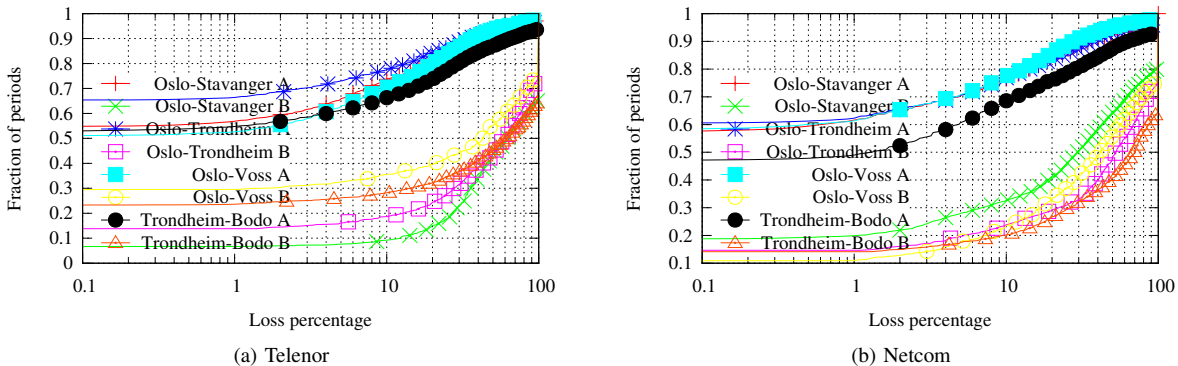 1
0.9
0.8
0.7
0.6
0.5
0.4
0.3
0.2
0.1
0
Fraction of periods
Oslo-Stavanger A
Oslo-Stavanger B
Oslo-Trondheim A
Oslo-Trondheim B
Oslo-Voss A
Oslo-Voss B
Trondheim-Bodo A
Trondheim-Bodo B
0.1 1 10 100
Loss percentage
(a) Telenor
1
0.9
0.8
0.7
0.6
0.5
0.4
0.3
0.2
0.1
Fraction of periods
Oslo-Stavanger A
Oslo-Stavanger
Oslo-Trondheim A
Oslo-Trondheim B
Oslo-Voss A
Oslo-Voss B
Trondheim-Bodo A
Trondheim-Bodo B
0.1 1 10 100
Loss percentage
(b) Netcom